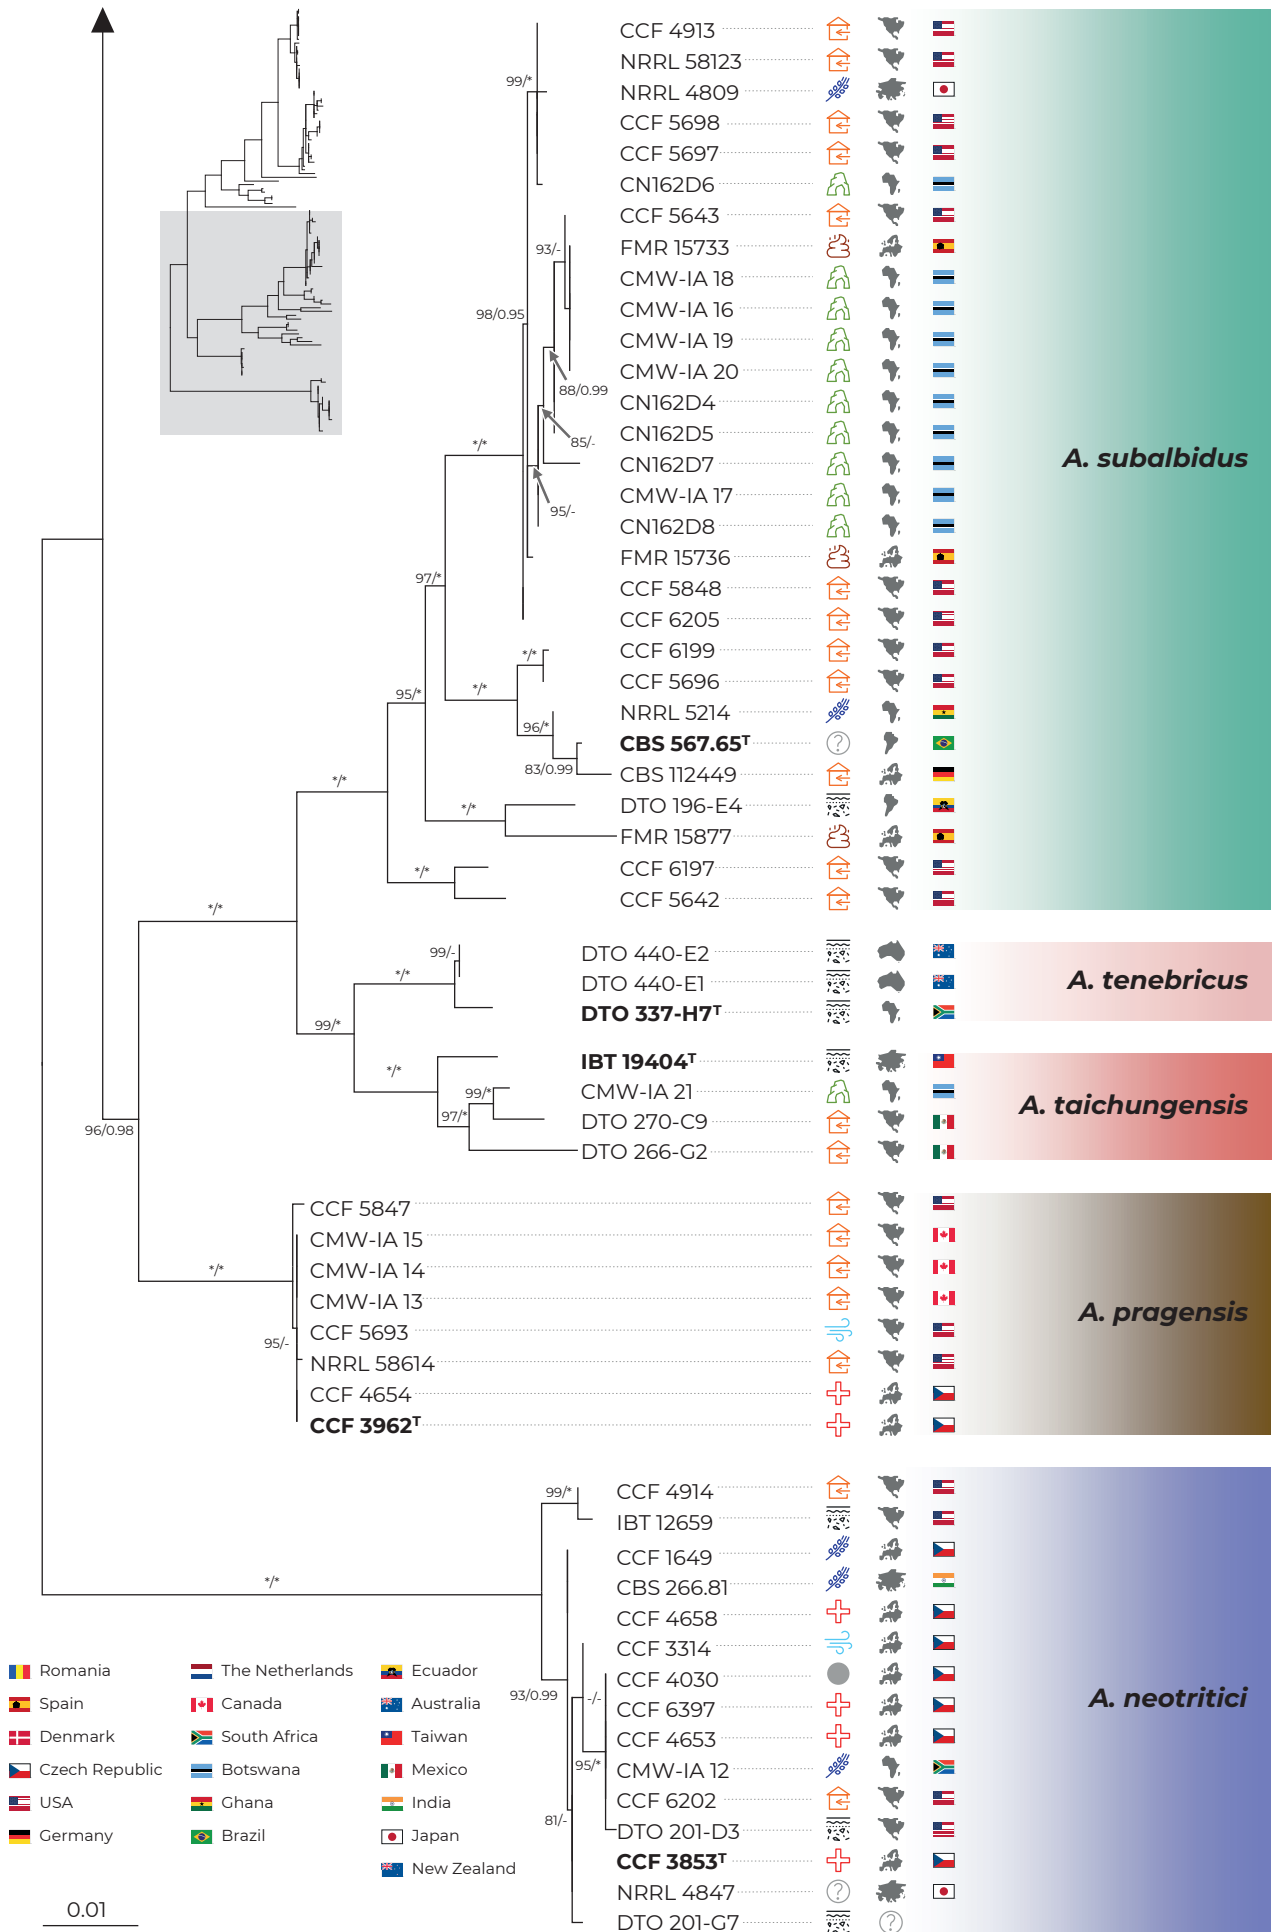 CCF 4913
NRRL 58123
99/*
NRRL 4809
CCF 5698
CCF 5697
CN162D6
CCF 5643
93/-
FMR 15733
CMW-IA 18
98/0.95
CMW-IA 16
CMW-IA 19
CMW-IA 20
88/0.99
CN162D4
CN162D5
85/-
*/*
A. subalbidus
CN162D7
CMW-IA 17
95/-
CN162D8
FMR 15736
97/*
CCF 5848
CCF 6205
CCF 6199
*/*
CCF 5696
*/*
95/*
NRRL 5214
96/*
CBS 567.65ᵀ
?
83/0.99
CBS 112449
*/*
DTO 196-E4
*/*
FMR 15877
CCF 6197
*/*
CCF 5642
*/*
DTO 440-E2
99/-
*/*
DTO 440-E1
A. tenebricus
DTO 337-H7ᵀ
99/*
IBT 19404ᵀ
*/*
CMW-IA 21
99/*
A. taichungensis
97/*
DTO 270-C9
96/0.98
DTO 266-G2
CCF 5847
CMW-IA 15
*/*
CMW-IA 14
CMW-IA 13
A. pragensis
CCF 5693
95/-
NRRL 58614
CCF 4654
CCF 3962ᵀ
99/*
CCF 4914
IBT 12659
CCF 1649
*/*
CBS 266.81
CCF 4658
CCF 3314
CCF 4030
93/0.99
-/-
A. neotritici
CCF 6397
CCF 4653
95/*
CMW-IA 12
CCF 6202
81/-
DTO 201-D3
CCF 3853ᵀ
NRRL 4847
?
DTO 201-G7
?
Romania
Spain
Denmark
Czech Republic
USA
Germany
The Netherlands
Canada
South Africa
Botswana
Ghana
Brazil
Ecuador
Australia
Taiwan
Mexico
India
Japan
New Zealand
0.01